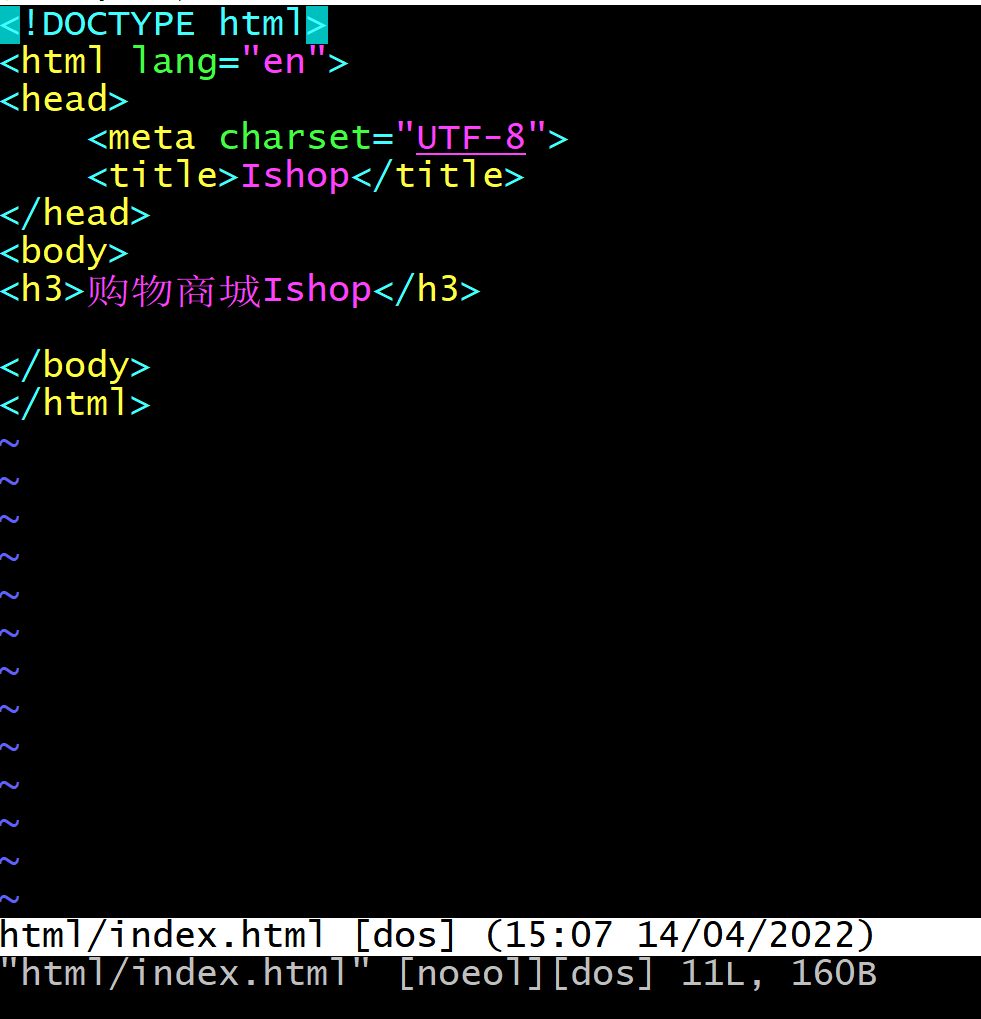 <!DOCTYPE html>
<html lang="en">
<head>
    <meta charset="UTF-8">
    <title>Ishop</title>
</head>
<body>
<h3>购物商城Ishop</h3>

</body>
</html>
~
~
~
~
~
~
~
~
~
~
~
~
~
html/index.html [dos] (15:07 14/04/2022)
"html/index.html" [noeol][dos] 11L, 160B